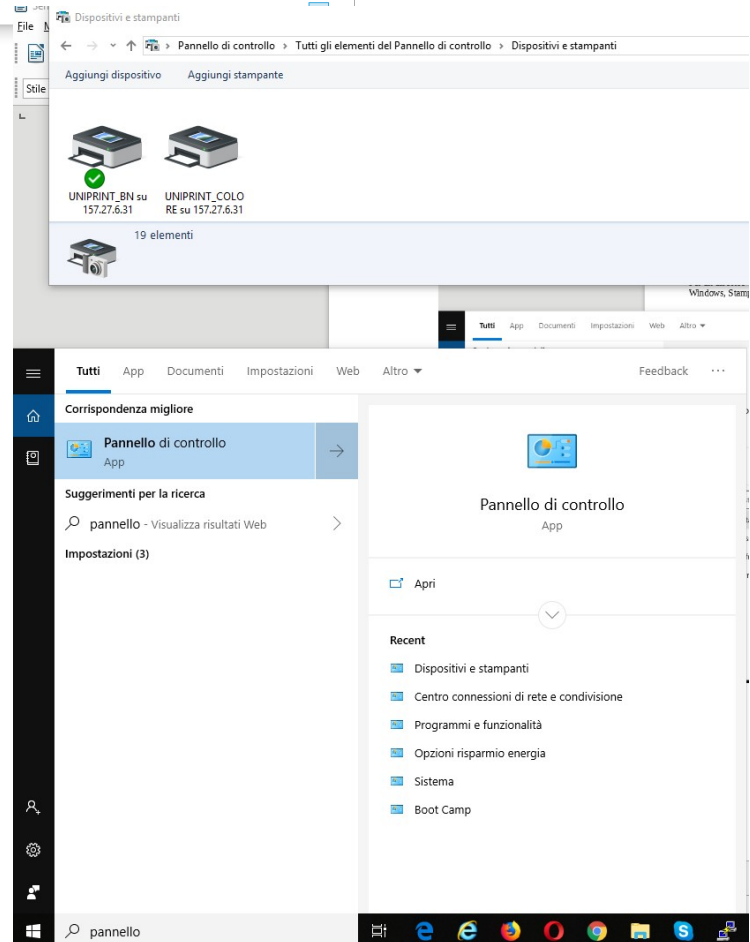 Dispositivi e stampanti
File
Pannello di controllo > Tutti gli elementi del Pannello di controllo > Dispositivi e stampanti
Aggiungi dispositivo Aggiungi stampante
Stile
UNIPRINT_BN su
157.27.6.31
UNIPRINT_COLO
RE su 157.27.6.31
19 elementi
Windows, Stam
Tutti App Documenti Impostazioni Web Altro
Tutti App Documenti Impostazioni Web Altro Feedback ...
Corrispondenza migliore
Pannello di controllo
App
Suggerimenti per la ricerca
pannello - Visualizza risultati Web
Impostazioni (3)
Pannello di controllo
App
Apri
Recent
Dispositivi e stampanti
Centro connessioni di rete e condivisione
Programmi e funzionalità
Opzioni risparmio energia
Sistema
Boot Camp
pannello